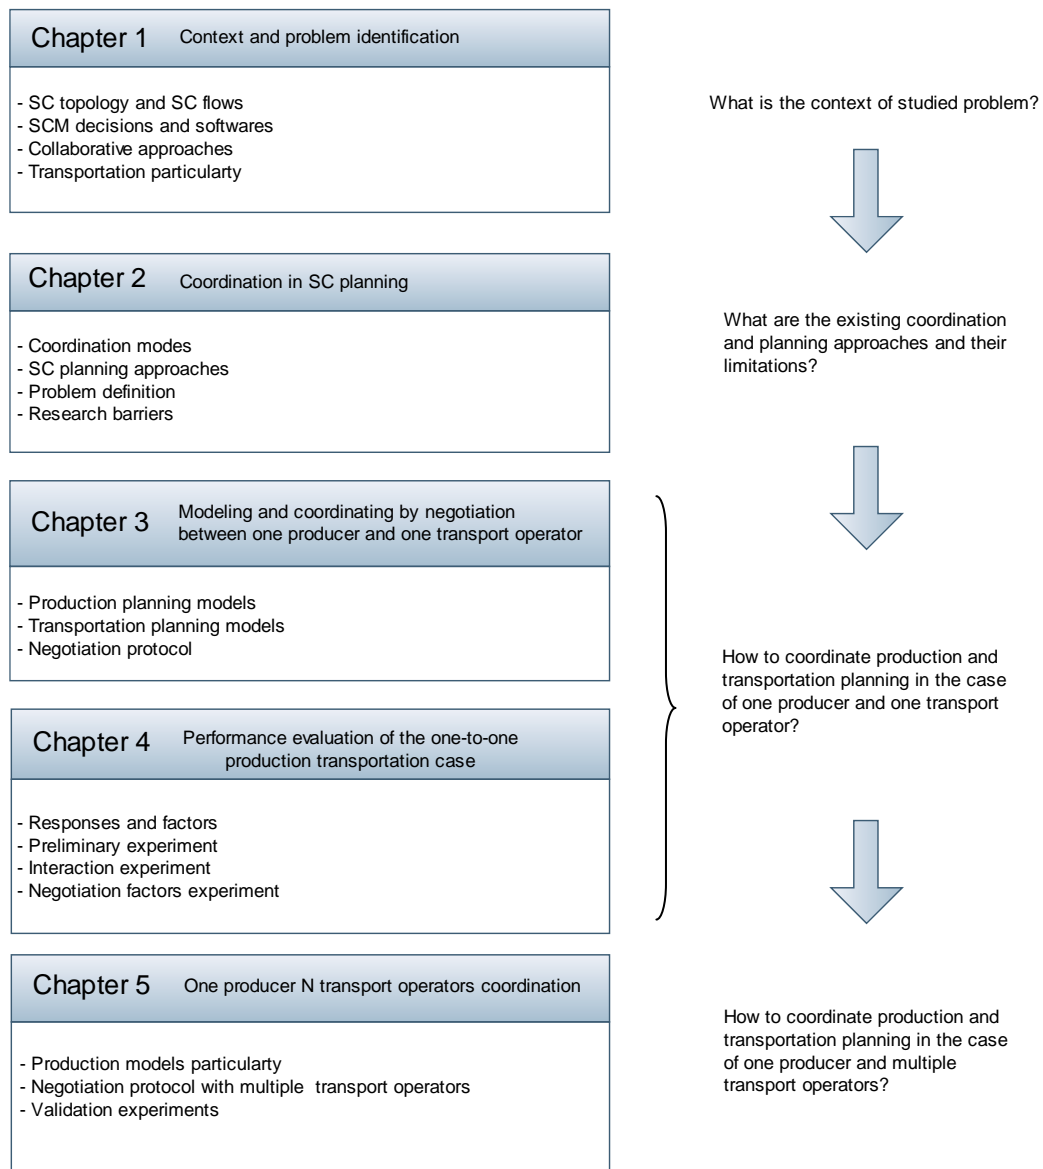 Chapter 1 Context and problem identification
- SC topology and SC flows
- SCM decisions and softwares
- Collaborative approaches
- Transportation particularty
What is the context of studied problem?
Chapter 2 Coordination in SC planning
- Coordination modes
- SC planning approaches
- Problem definition
- Research barriers
What are the existing coordination
and planning approaches and their
limitations?
Chapter 3 Modeling and coordinating by negotiation
between one producer and one transport operator
- Production planning models
- Transportation planning models
- Negotiation protocol
Chapter 4 Performance evaluation of the one-to-one
production transportation case
- Responses and factors
- Preliminary experiment
- Interaction experiment
- Negotiation factors experiment
How to coordinate production and
transportation planning in the case
of one producer and one transport
operator?
Chapter 5 One producer N transport operators coordination
- Production models particularty
- Negotiation protocol with multiple transport operators
- Validation experiments
How to coordinate production and
transportation planning in the case
of one producer and multiple
transport operators?